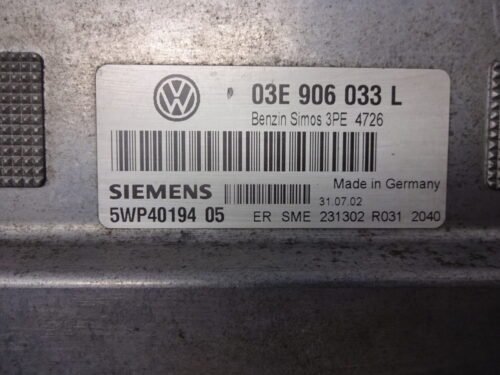 03E 906 033 L
Benzin Simos 3PE 4726
SIEMENS
Made in Germany
31.07.02
5WP40194 05
ER SME 231302 R031 2040